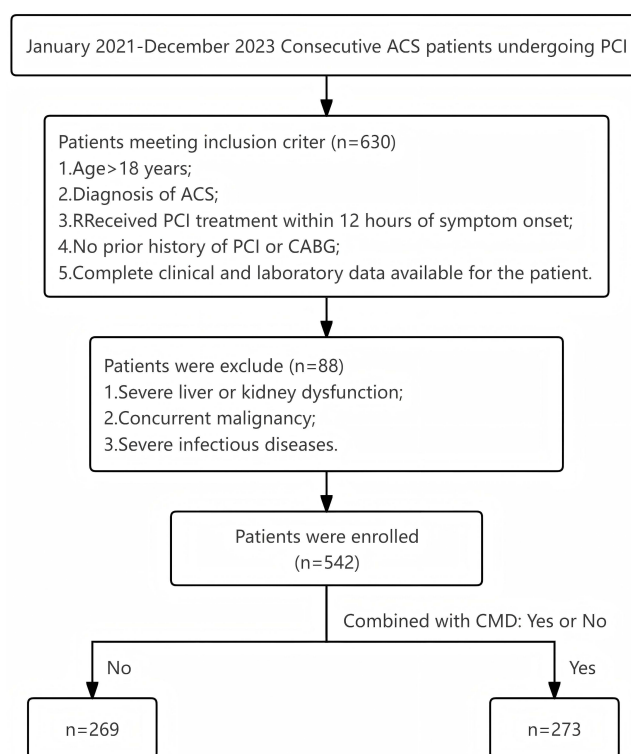 January 2021-December 2023 Consecutive ACS patients undergoing PCI
Patients meeting inclusion criter (n=630)
1.Age>18 years;
2.Diagnosis of ACS;
3.RReceived PCI treatment within 12 hours of symptom onset;
4.No prior history of PCI or CABG;
5.Complete clinical and laboratory data available for the patient.
Patients were exclude (n=88)
1.Severe liver or kidney dysfunction;
2.Concurrent malignancy;
3.Severe infectious diseases.
Patients were enrolled
(n=542)
Combined with CMD: Yes or No
No
Yes
n=269
n=273